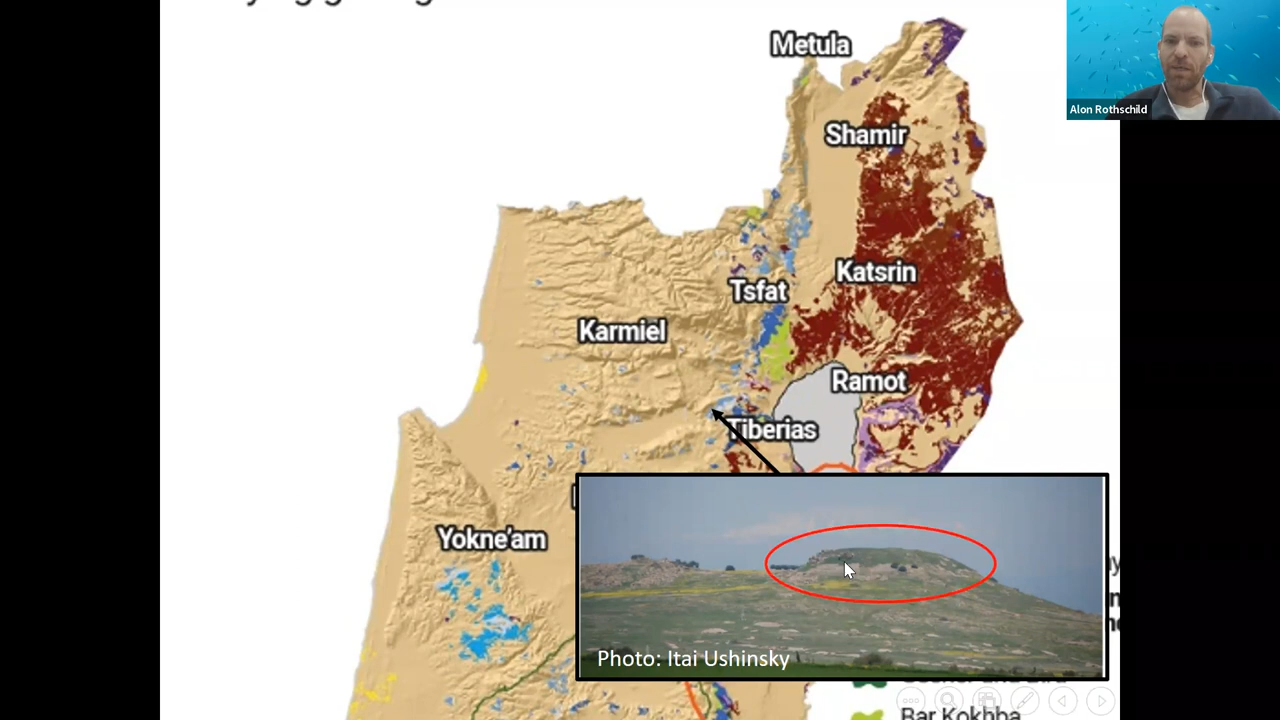 Metula
Alon Rothschild
Shamir
Katsrin
Tsfat
Karmiel
Ramot
Tiberias
Yokne'am
Photo: Itai Ushinsky
Bar Kokhba